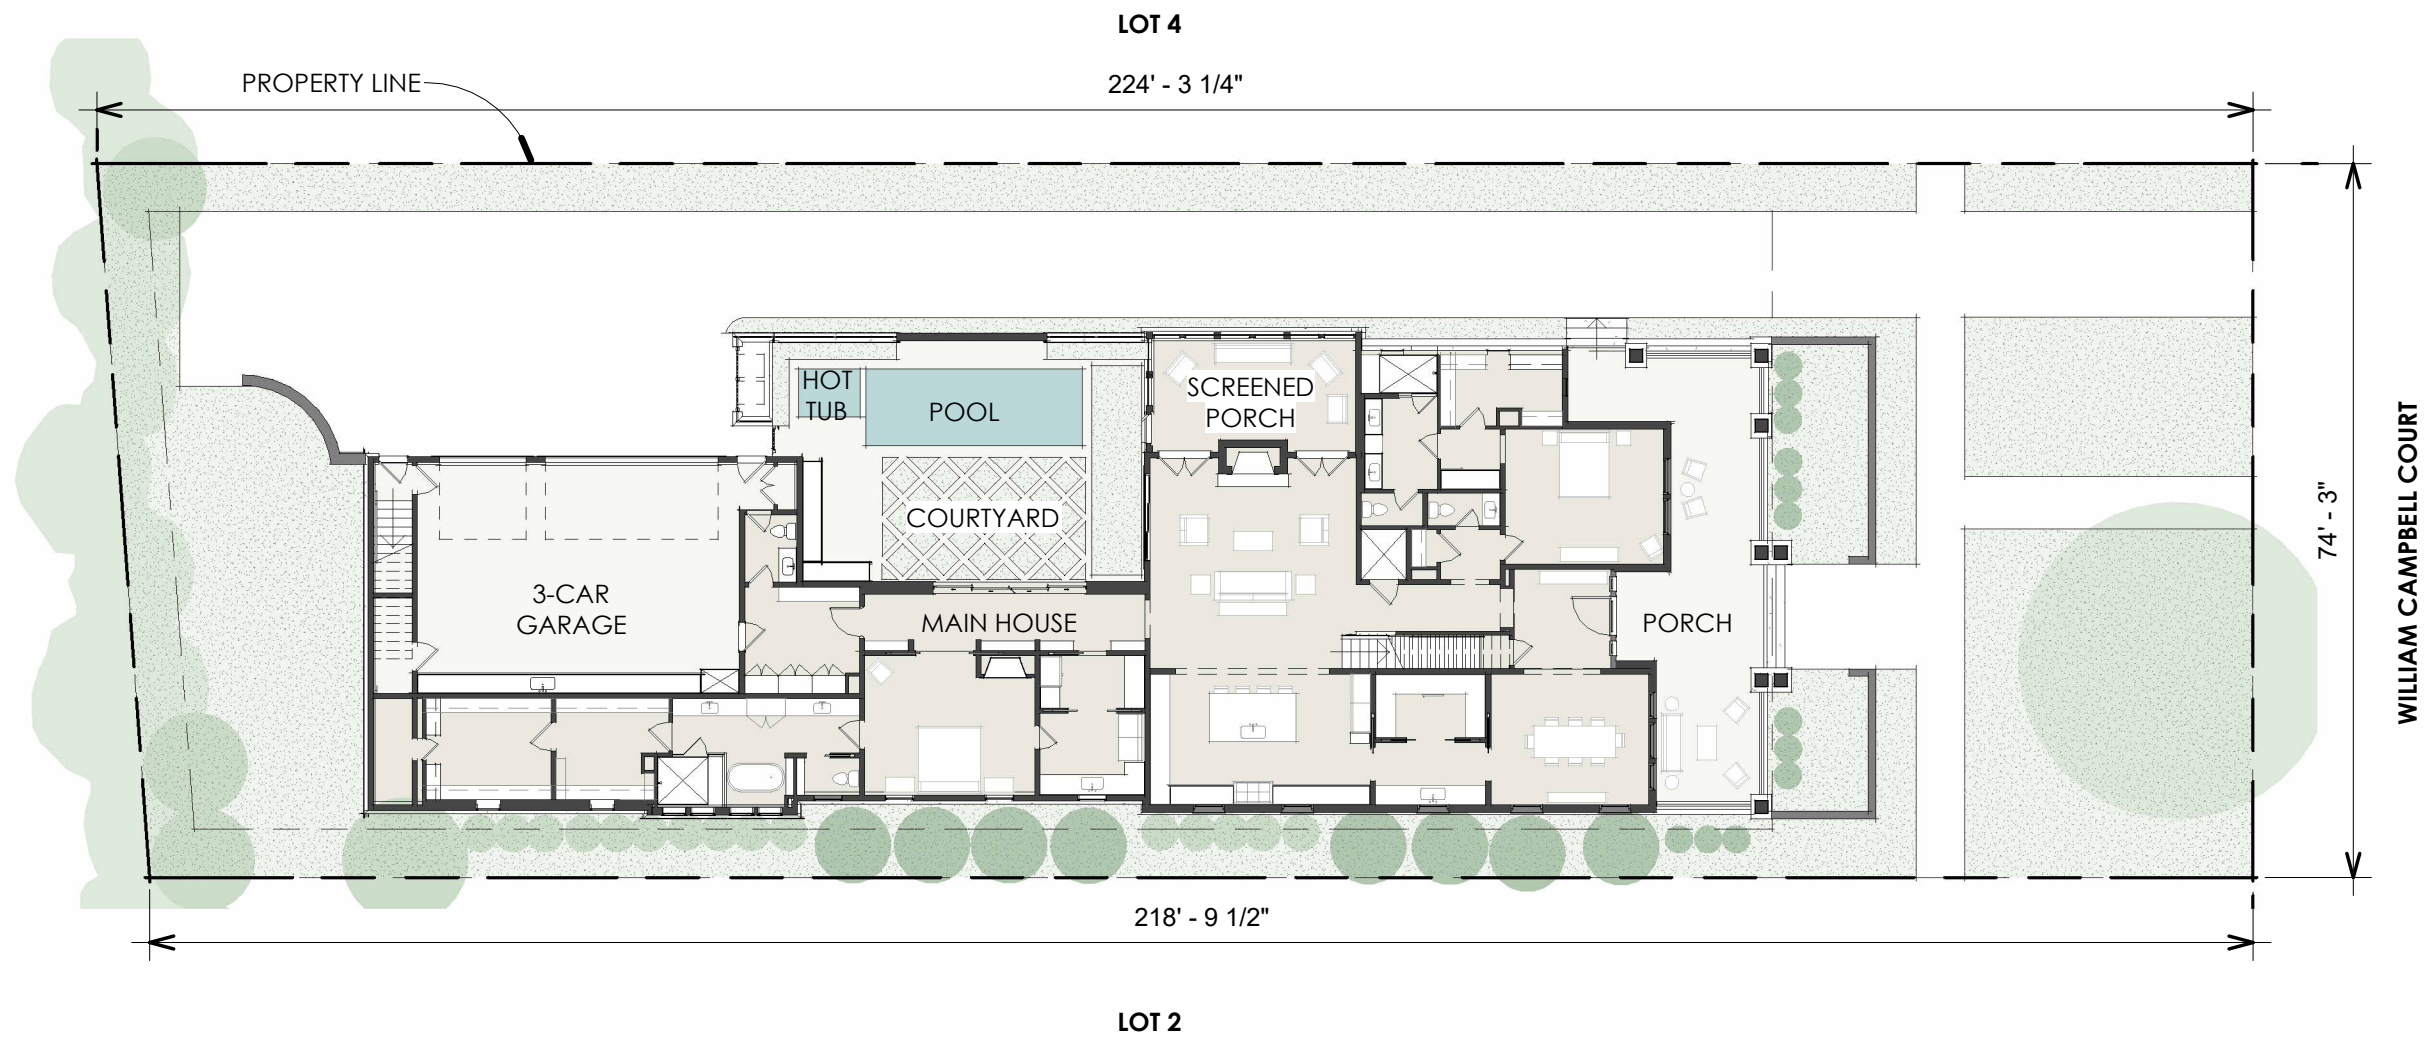 LOT 4
PROPERTY LINE
224' - 3 1/4"
HOT
TUB
POOL
SCREENED
PORCH
COURTYARD
3-CAR
GARAGE
MAIN HOUSE
PORCH
74' - 3"
WILLIAM CAMPBELL COURT
218' - 9 1/2"
LOT 2